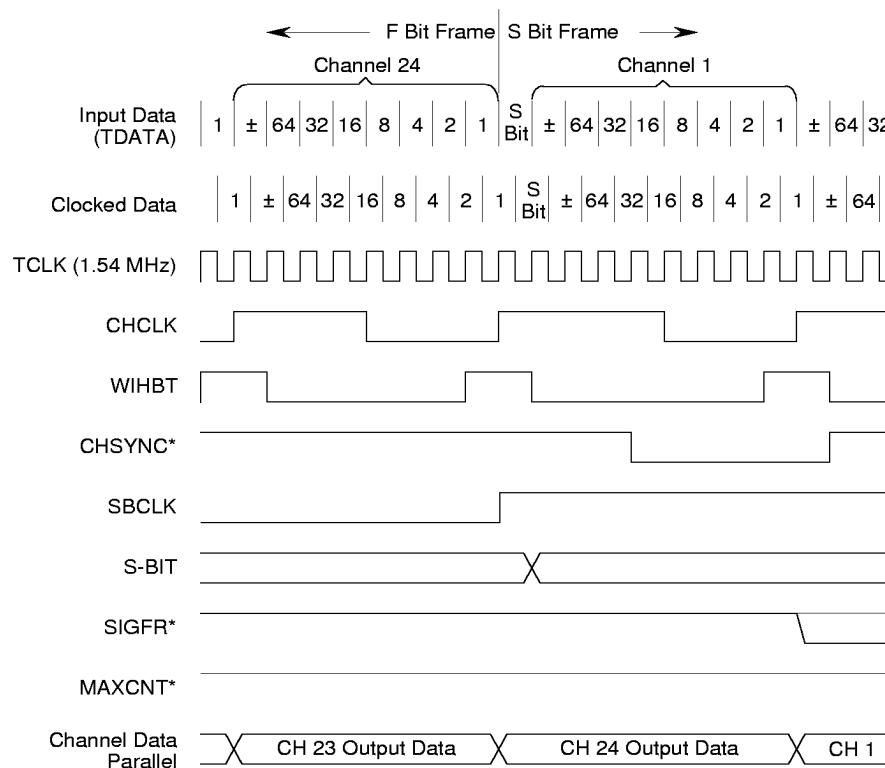 F Bit Frame S Bit Frame
Channel 24 Channel 1
Input Data (TDATA) 1 ± 64 32 16 8 4 2 1 S Bit ± 64 32 16 8 4 2 1 ± 64 32
Clocked Data 1 ± 64 32 16 8 4 2 1 S Bit ± 64 32 16 8 4 2 1 ± 64
TCLK (1.54 MHz)
CHCLK
WIHBT
CHSYNC*
SBCLK
S-BIT
SIGFR*
MAXCNT*
Channel Data Parallel CH 23 Output Data CH 24 Output Data CH 1